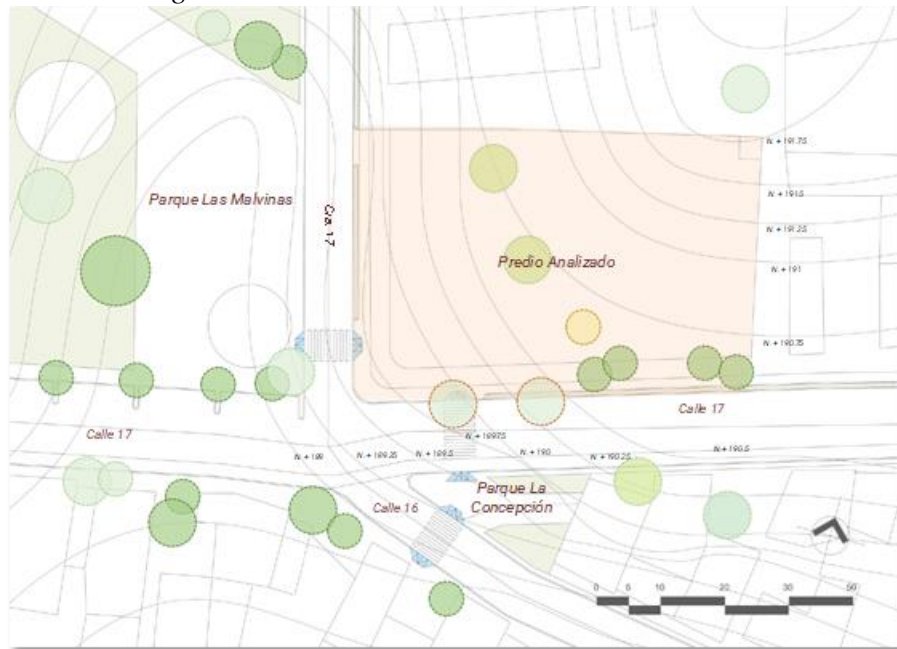 N. + 191.75
Parque Las Malvinas
N. + 191.5
Cra. 17
N. + 191.25
Predio Analizado
N. + 191
N. + 190.75
Calle 17
Calle 17
N. + 189.75
N. + 189
N. + 189.25
N. + 189.5
N. + 190
N. + 190.25
N. + 190.5
Parque La
Concepción
Calle 16
0 5 10 20 30 50